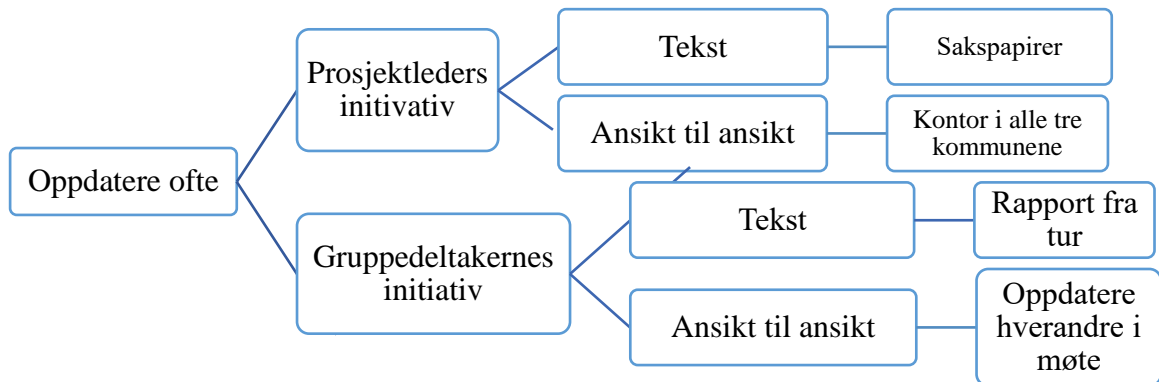 Oppdatere ofte
Prosjektleders
initivativ
Tekst
Sakspapirer
Ansikt til ansikt
Kontor i alle tre
kommunene
Gruppedeltakernes
initiativ
Tekst
Rapport fra
tur
Ansikt til ansikt
Oppdatere
hverandre i
møte